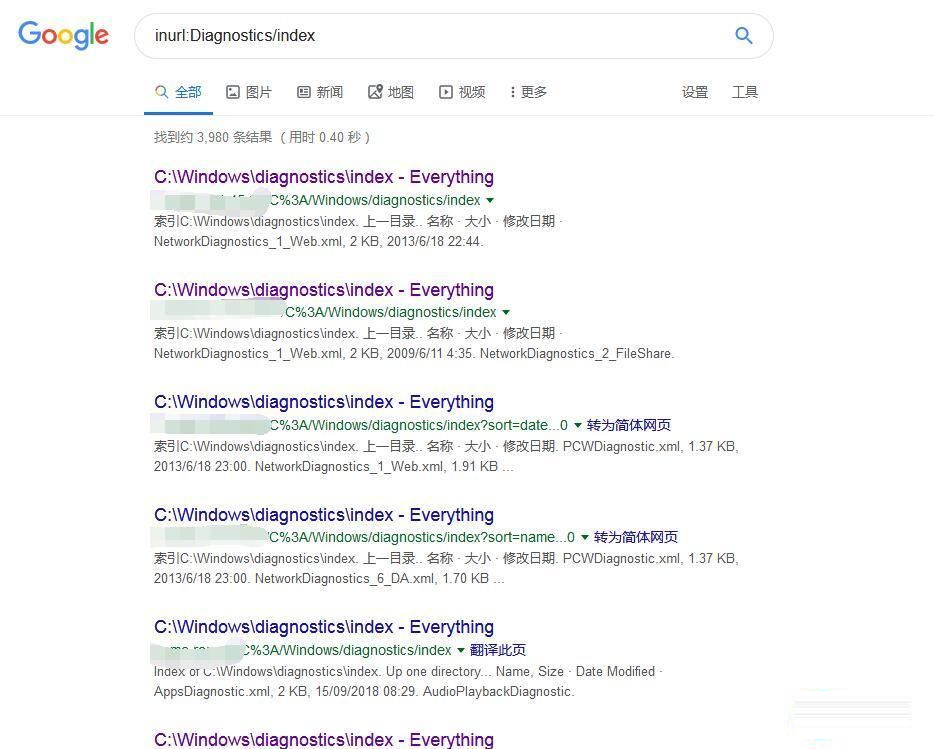 Google
inurl:Diagnostics/index
全部 图片 新闻 地图 视频 更多 设置 工具
找到约 3,980 条结果 （用时 0.40 秒）
C:\Windows\diagnostics\index - Everything
C%3A/Windows/diagnostics/index
索引C:\Windows\diagnostics\index. 上一目录.. 名称 · 大小 · 修改日期 ·
NetworkDiagnostics_1_Web.xml, 2 KB, 2013/6/18 22:44.
C:\Windows\diagnostics\index - Everything
/C%3A/Windows/diagnostics/index
索引C:\Windows\diagnostics\index. 上一目录.. 名称 · 大小 · 修改日期 ·
NetworkDiagnostics_1_Web.xml, 2 KB, 2009/6/11 4:35. NetworkDiagnostics_2_FileShare.
C:\Windows\diagnostics\index - Everything
C%3A/Windows/diagnostics/index?sort=date...0 转为简体网页
索引C:\Windows\diagnostics\index. 上一目录.. 名称 · 大小 · 修改日期. PCWDiagnostic.xml, 1.37 KB,
2013/6/18 23:00. NetworkDiagnostics_1_Web.xml, 1.91 KB ...
C:\Windows\diagnostics\index - Everything
/C%3A/Windows/diagnostics/index?sort=name...0 转为简体网页
索引C:\Windows\diagnostics\index. 上一目录.. 名称 · 大小 · 修改日期. PCWDiagnostic.xml, 1.37 KB,
2013/6/18 23:00. NetworkDiagnostics_6_DA.xml, 1.70 KB ...
C:\Windows\diagnostics\index - Everything
C%3A/Windows/diagnostics/index 翻译此页
Index of C:\Windows\diagnostics\index. Up one directory... Name, Size · Date Modified ·
AppsDiagnostic.xml, 2 KB, 15/09/2018 08:29. AudioPlaybackDiagnostic.
C:\Windows\diagnostics\index - Everything